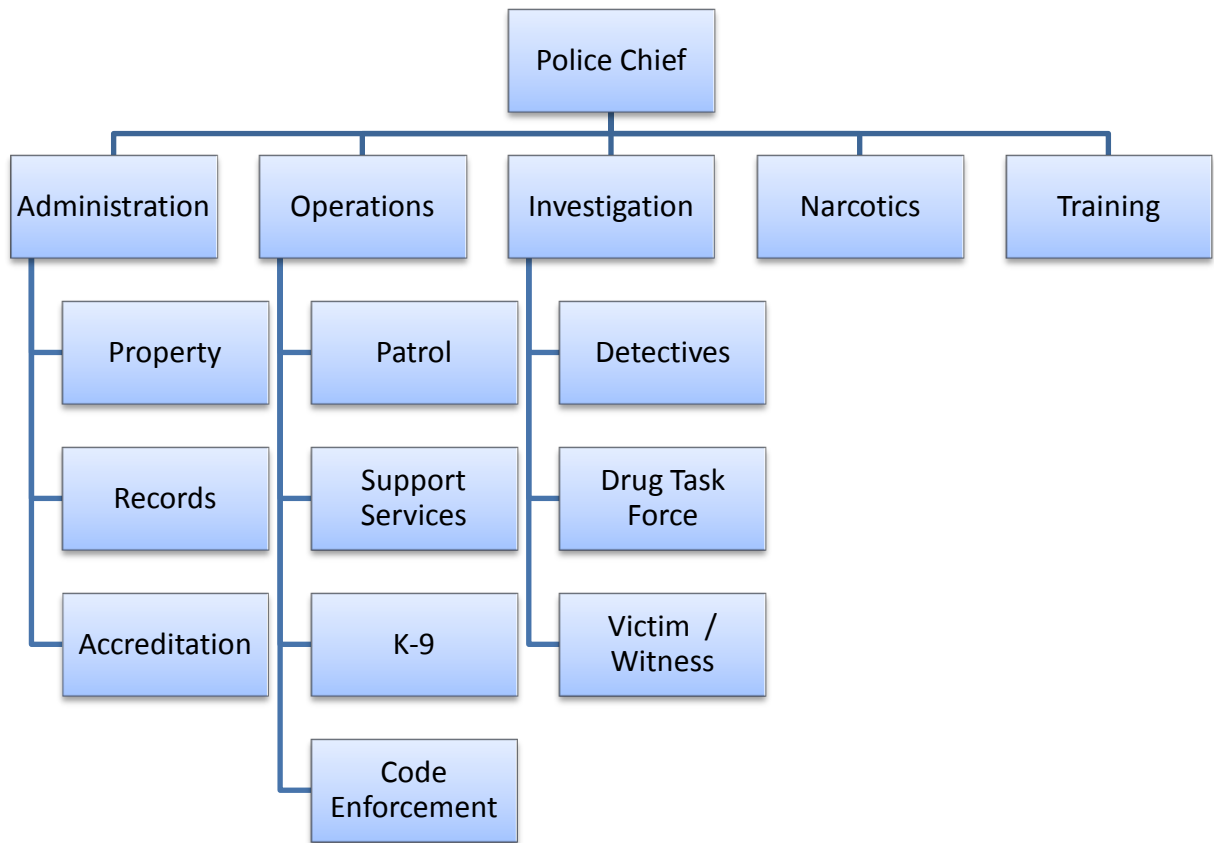 Police Chief
Administration
Operations
Investigation
Narcotics
Training
Property
Patrol
Detectives
Records
Support
Services
Drug Task
Force
Accreditation
K-9
Victim / 
Witness
Code
Enforcement